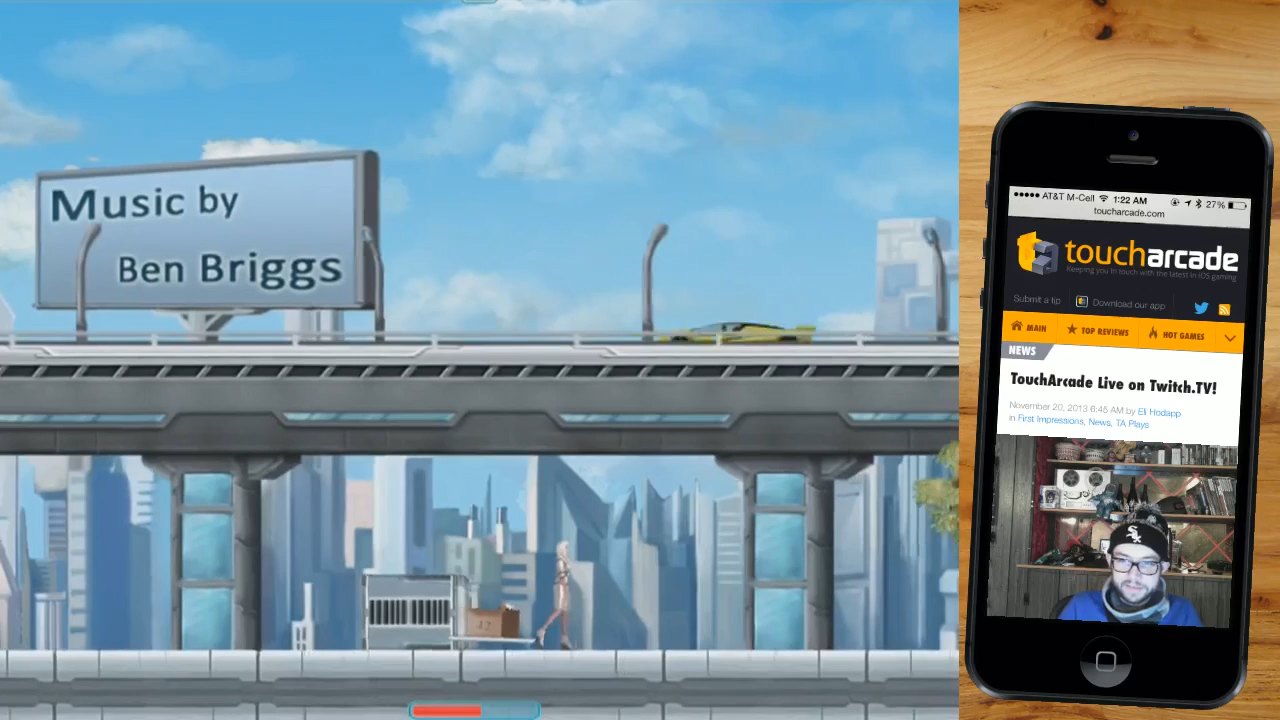 Music by
Ben Briggs
AT&T M-Cell 1:22 AM 27%
toucharcade.com
toucharcade
Keeping you in touch with the latest in iOS gaming
Submit a tip Download our app
MAIN TOP REVIEWS HOT GAMES
NEWS
TouchArcade Live on Twitch.TV!
November 20, 2013 6:45 AM by Eli Hodapp
in First Impressions, News, TA Plays